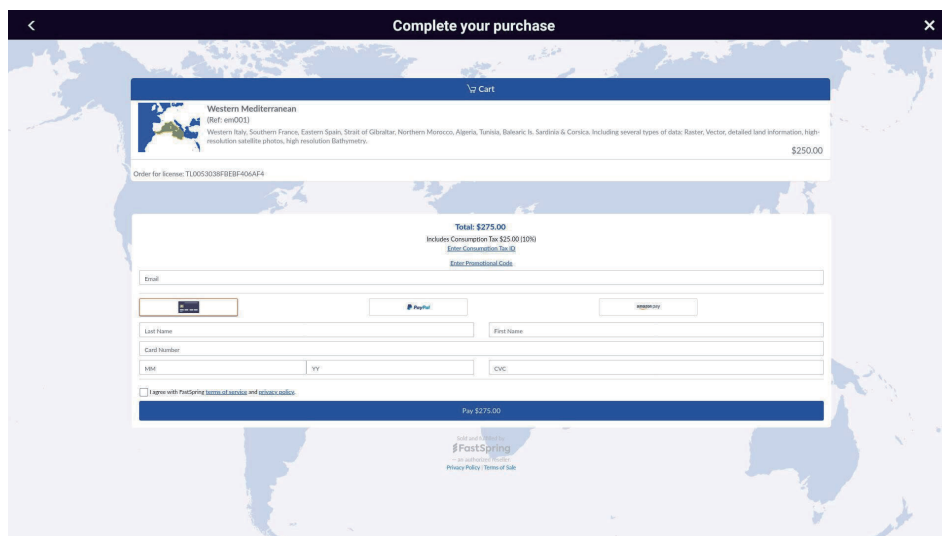 Complete your purchase
Cart
Western Mediterranean
(Ref: em001)
Western Italy, Southern France, Eastern Spain, Strait of Gibraltar, Northern Morocco, Algeria, Tunisia, Balearic Is, Sardinia & Corsica. Including several types of data: Raster, Vector, detailed land information, high-
resolution satellite photos, high resolution Bathymetry.
$250.00
Order for license: TL0053038FBEBF406AF4
Total: $275.00
Includes Consumption Tax $25.00 (10%)
Enter Consumption Tax ID
Enter Promotional Code
Email
PayPal
amazon pay
Last Name
First Name
Card Number
MM
YY
CVC
I agree with FastSpring terms of service and privacy policy.
Pay $275.00
Sold and Fulfilled by
FastSpring
— an authorized reseller
Privacy Policy | Terms of Sale